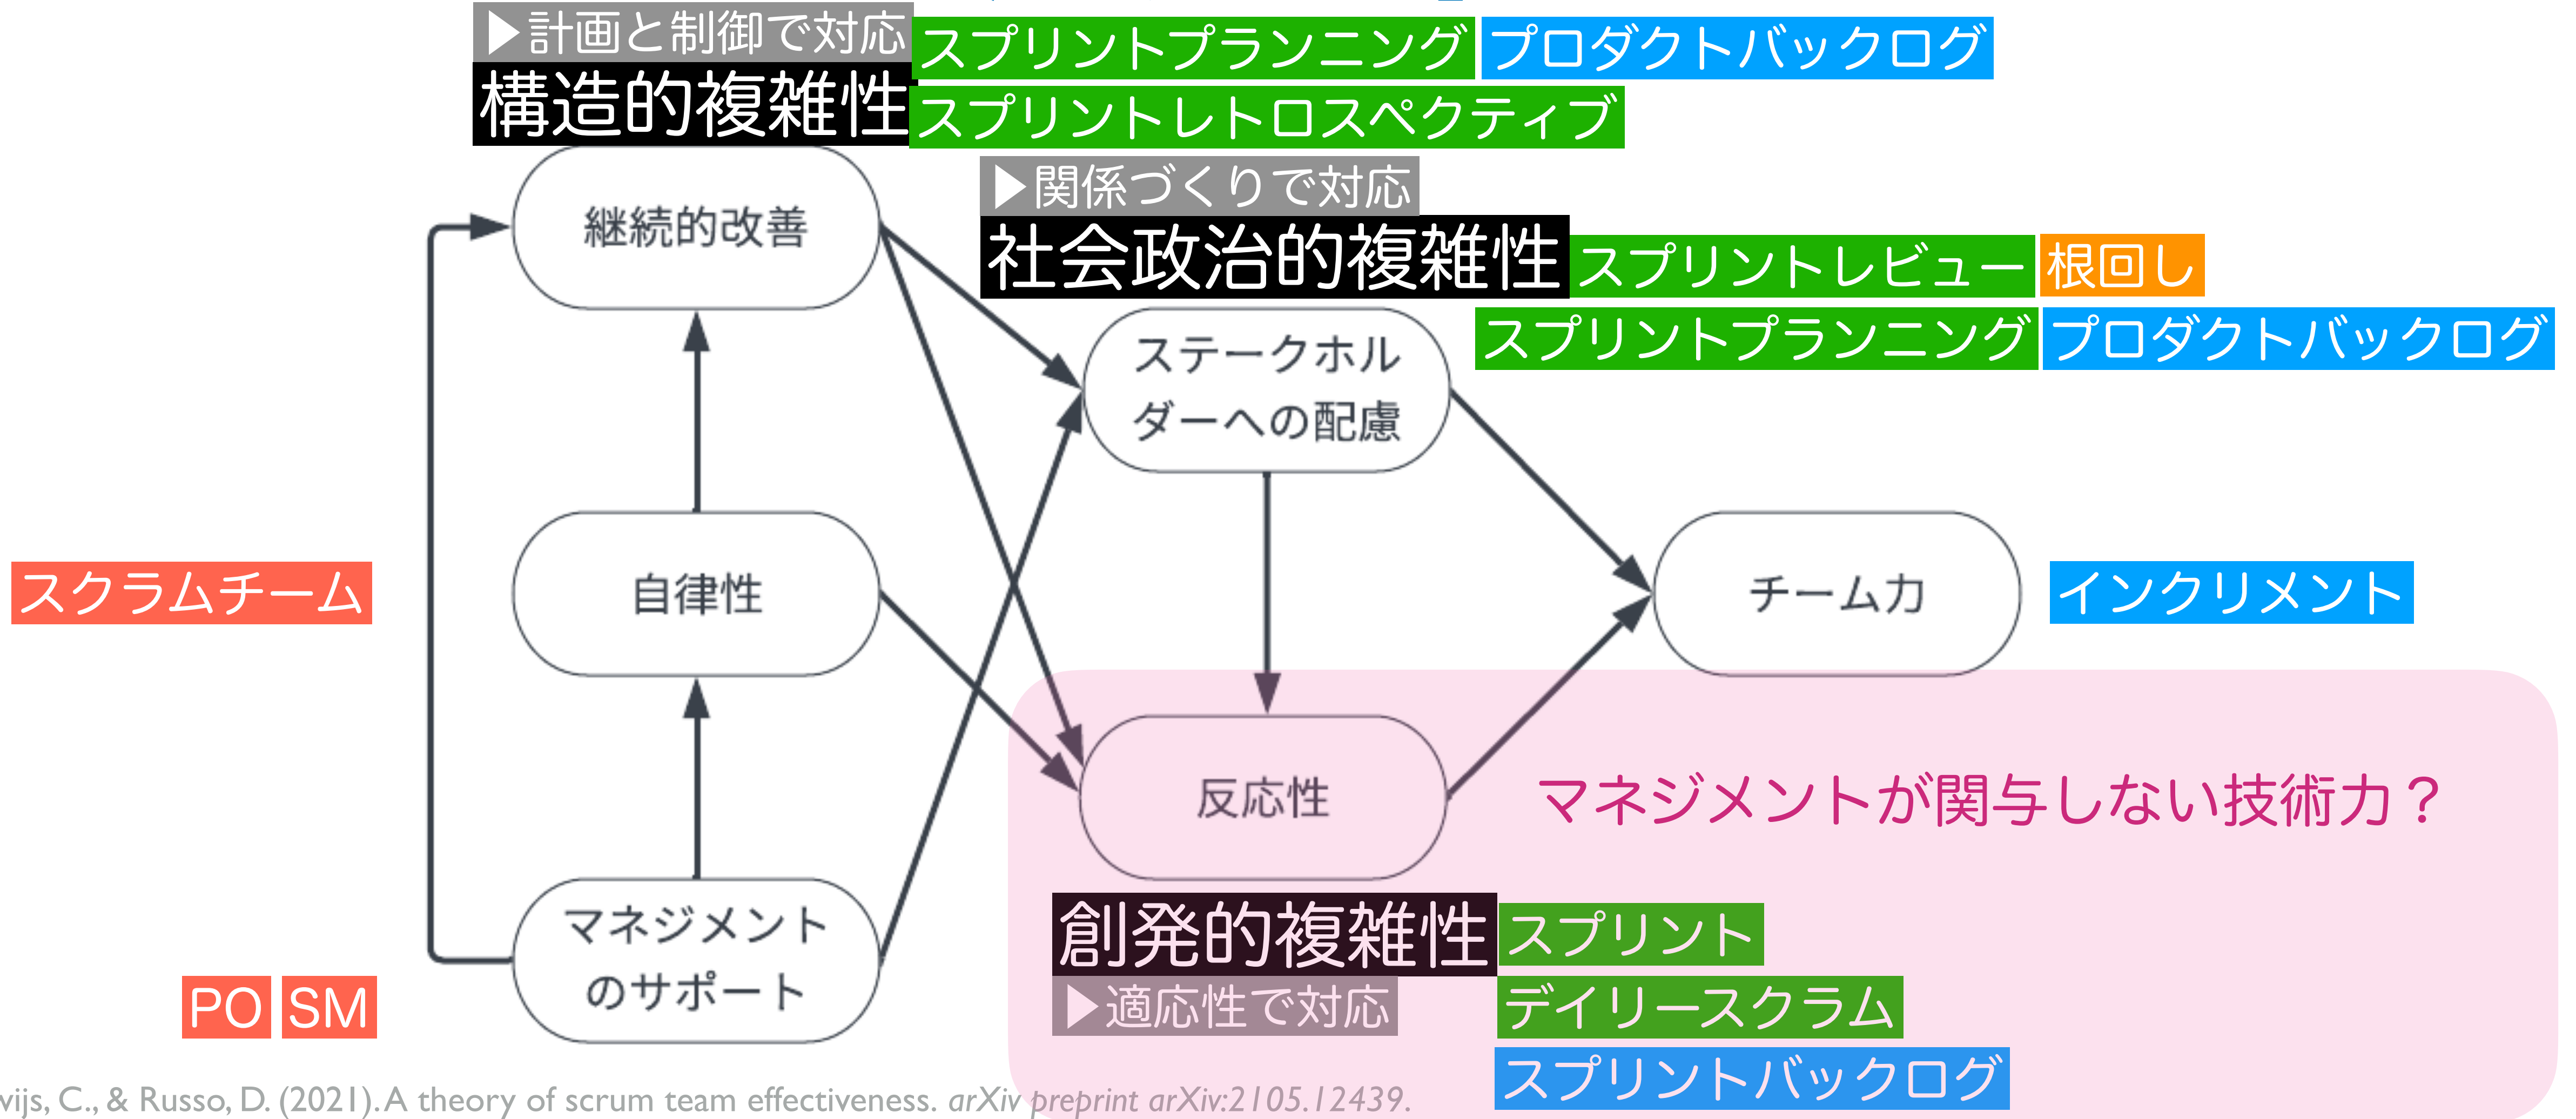 ▶計画と制御で対応
スプリントプランニング プロダクトバックログ
構造的複雑性
スプリントレトロスペクティブ
▶関係づくりで対応
継続的改善
社会政治的複雑性
スプリントレビュー 根回し
スプリントプランニング プロダクトバックログ
ステークホル
ダーへの配慮
スクラムチーム
自律性
チーム力
インクリメント
反応性
マネジメントが関与しない技術力？
マネジメント
のサポート
PO SM
創発的複雑性
スプリント
▶適応性で対応
デイリースクラム
スプリントバックログ
wijs, C., & Russo, D. (2021). A theory of scrum team effectiveness. arXiv preprint arXiv:2105.12439.